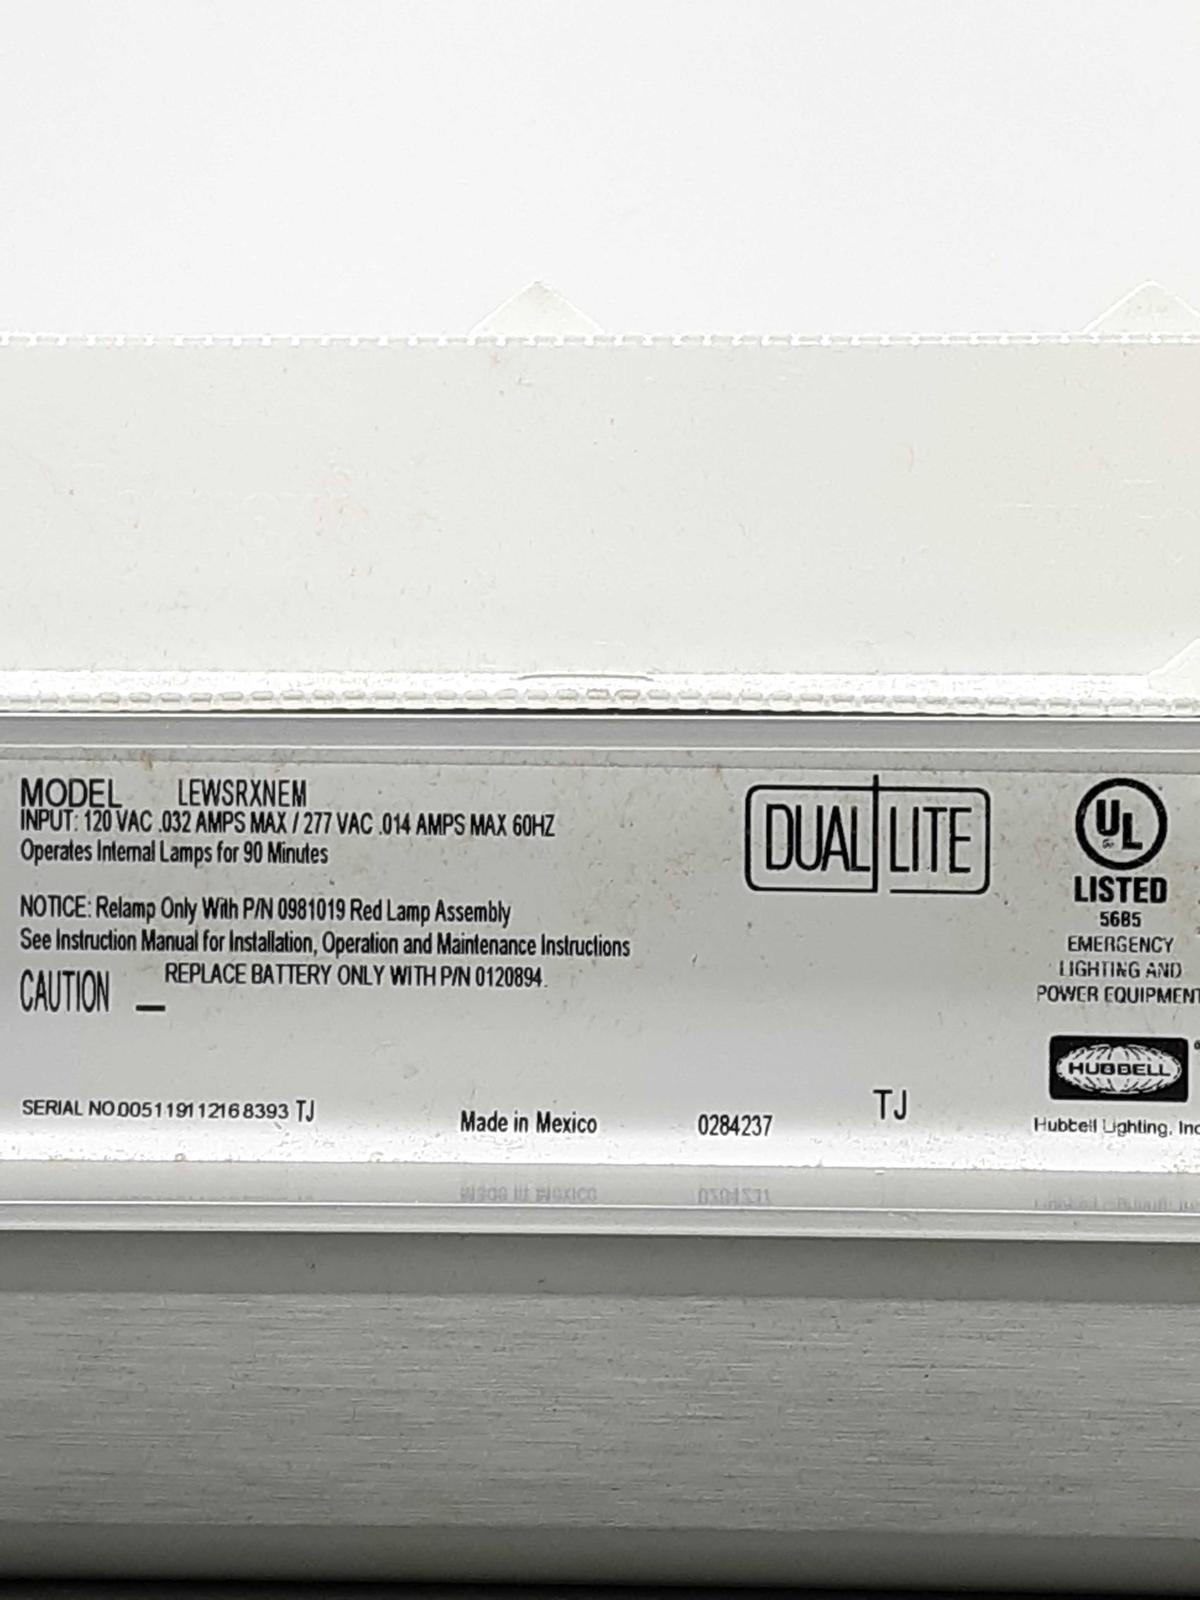 MODEL LEWSRXNEM
INPUT: 120 VAC .032 AMPS MAX / 277 VAC .014 AMPS MAX 60HZ
Operates Internal Lamps for 90 Minutes
NOTICE: Relamp Only With P/N 0981019 Red Lamp Assembly
See Instruction Manual for Installation, Operation and Maintenance Instructions
CAUTION — REPLACE BATTERY ONLY WITH P/N 0120894.
SERIAL NO.005119112168393 TJ
Made in Mexico
0284237
TJ
DUAL LITE
UL
LISTED
56B5
EMERGENCY
LIGHTING AND
POWER EQUIPMENT
HUBBELL
Hubbell Lighting, Inc